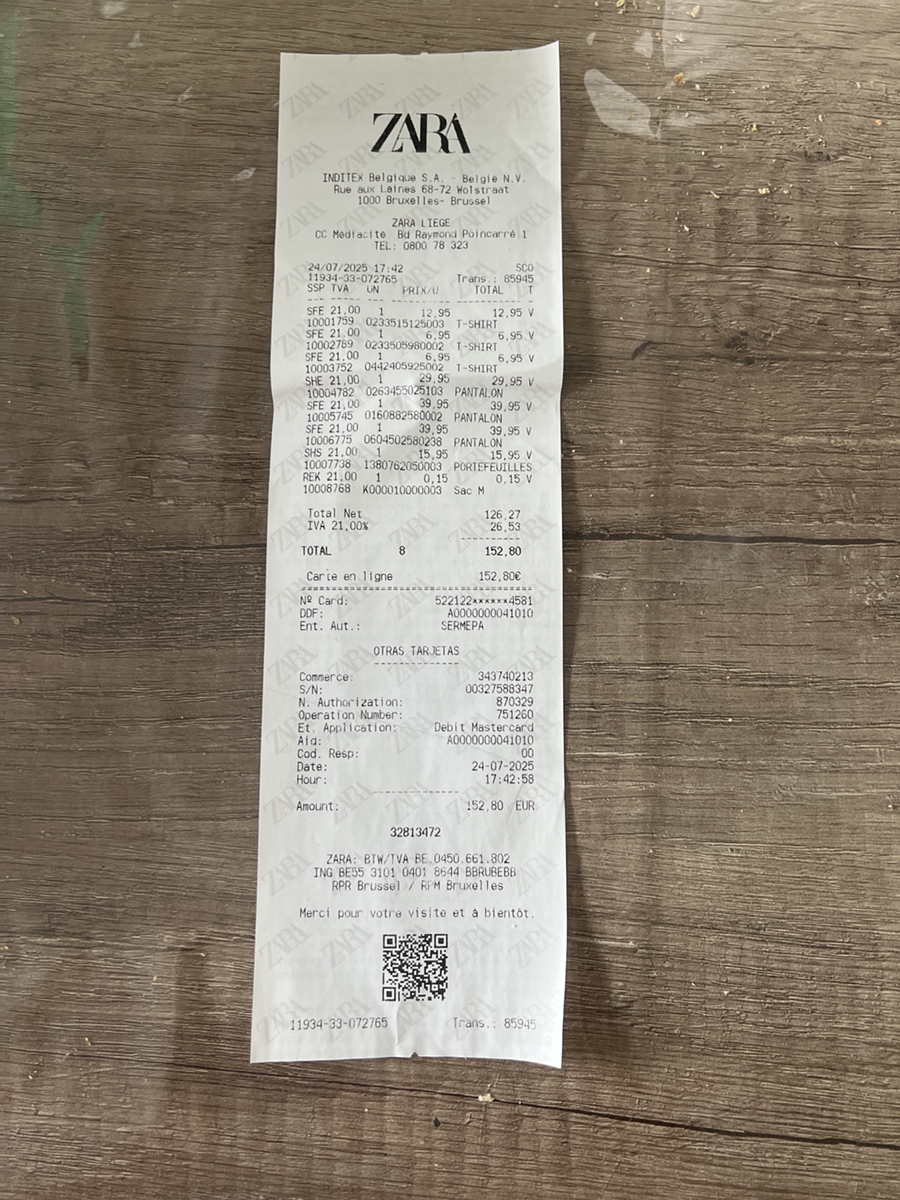 ZARA
INDITEX Belgique S.A. - België N.V.
Rue aux Laines 68-72 Wolstraat
1000 Bruxelles- Brussel
ZARA LIEGE
CC Médiacité Bd Raymond Poincarré 1
TEL: 0800 78 323
24/07/2025 17:42 SCO
11934-33-072765 Trans.: 85945
SSP TVA UN PRIX/U TOTAL T
SFE 21,00 1 12,95 12,95 V
10001759 0233515125003 T-SHIRT
SFE 21,00 1 6,95 6,95 V
10002789 0233505980002 T-SHIRT
SFE 21,00 1 6,95 6,95 V
10003752 0442405925002 T-SHIRT
SHE 21,00 1 29,95 29,95 V
10004782 0263455025103 PANTALON
SFE 21,00 1 39,95 39,95 V
10005745 0160882580002 PANTALON
SFE 21,00 1 39,95 39,95 V
10006775 0604502580238 PANTALON
SHS 21,00 1 15,95 15,95 V
10007738 1380762050003 PORTEFEUILLES
REK 21,00 1 0,15 0,15 V
10008768 K000010000003 Sac M
Total Net 126,27
IVA 21,00% 26,53
TOTAL 8 152,80
Carte en ligne 152,80€
Nº Card: 522122******4581
DDF: A0000000041010
Ent. Aut.: SERMEPA
OTRAS TARJETAS
Commerce: 343740213
S/N: 00327588347
N. Authorization: 870329
Operation Number: 751260
Et. Application: Debit Mastercard
Aid: A0000000041010
Cod. Resp: 00
Date: 24-07-2025
Hour: 17:42:58
Amount: 152,80 EUR
32813472
ZARA: BTW/TVA BE.0450.661.802
ING BE55 3101 0401 8644 BBRUBEBB
RPR Brussel / RPM Bruxelles
Merci pour votre visite et à bientôt.
11934-33-072765 Trans.: 85945